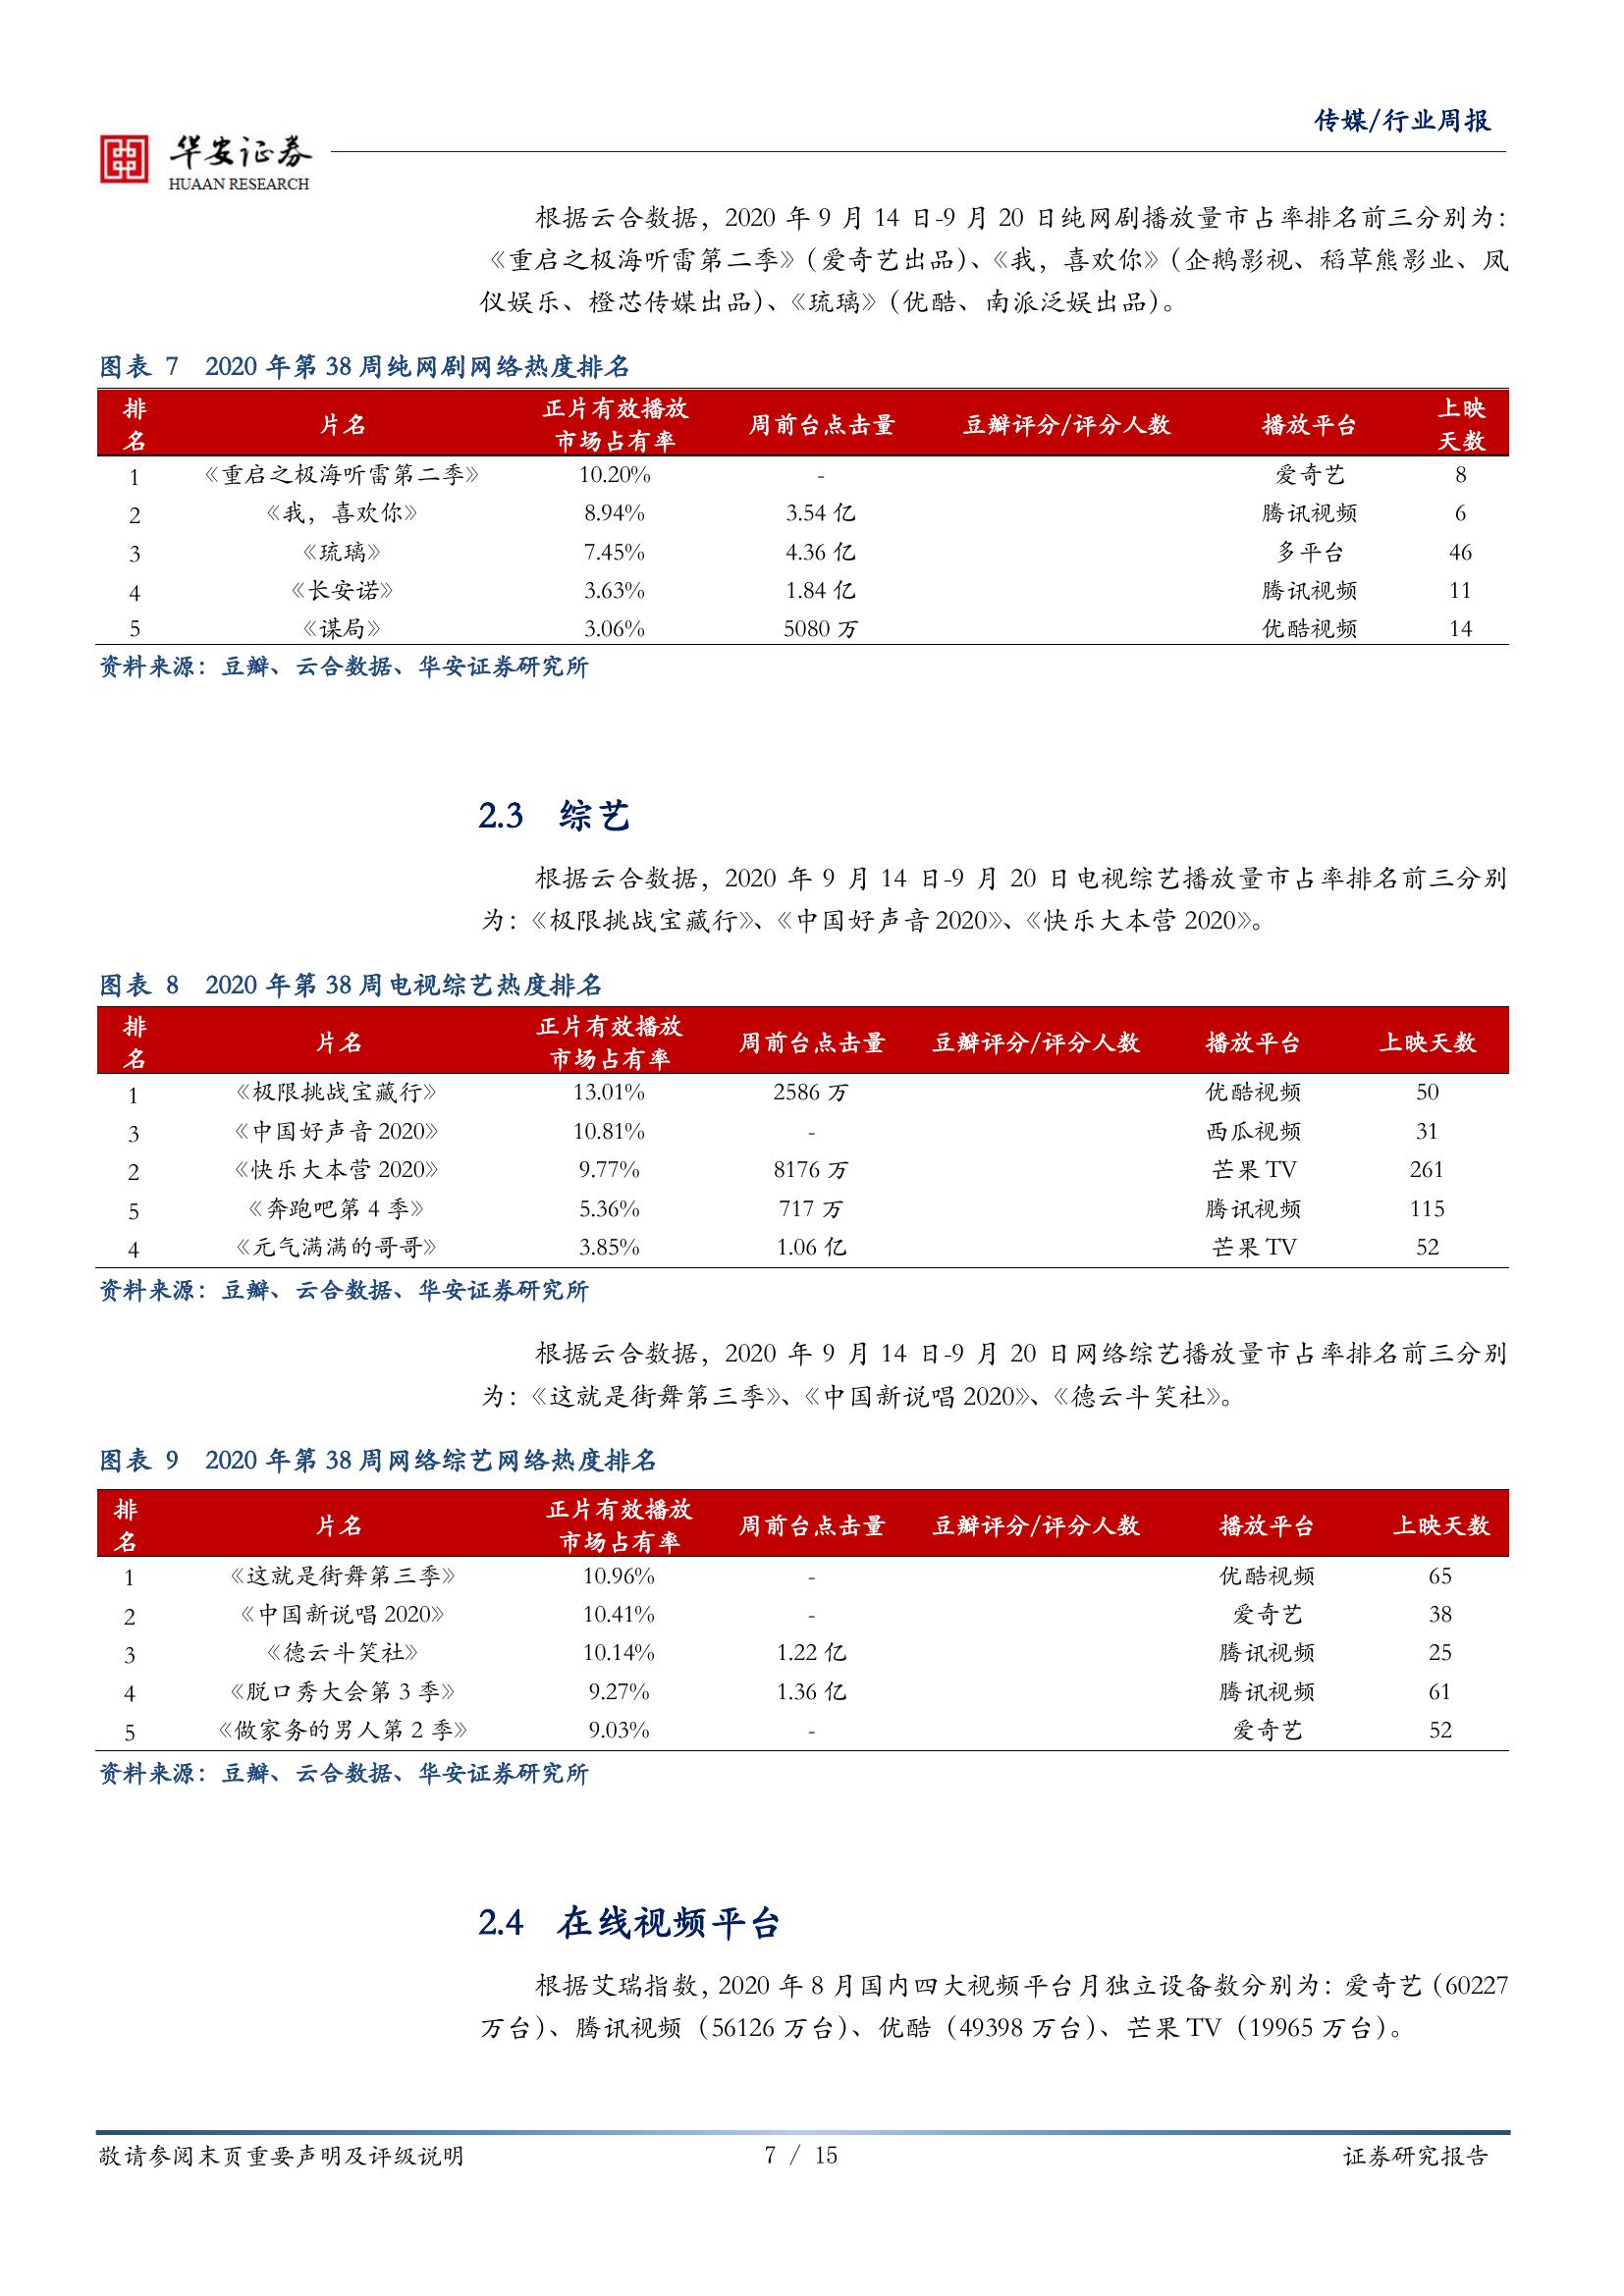 传媒/行业周报
华安证券
HUAAN RESEARCH
根据云合数据，2020 年 9 月 14 日-9 月 20 日纯网剧播放量市占率排名前三分别为：
《重启之极海听雷第二季》（爱奇艺出品）、《我，喜欢你》（企鹅影视、稻草熊影业、凤
仪娱乐、橙芯传媒出品）、《琉璃》（优酷、南派泛娱出品）。
图表 7 2020 年第 38 周纯网剧网络热度排名
排名 片名 正片有效播放市场占有率 周前台点击量 豆瓣评分/评分人数 播放平台 上映天数
1 《重启之极海听雷第二季》 10.20% - 爱奇艺 8
2 《我，喜欢你》 8.94% 3.54 亿 腾讯视频 6
3 《琉璃》 7.45% 4.36 亿 多平台 46
4 《长安诺》 3.63% 1.84 亿 腾讯视频 11
5 《谋局》 3.06% 5080 万 优酷视频 14
资料来源：豆瓣、云合数据、华安证券研究所
2.3 综艺
根据云合数据，2020 年 9 月 14 日-9 月 20 日电视综艺播放量市占率排名前三分别
为：《极限挑战宝藏行》、《中国好声音 2020》、《快乐大本营 2020》。
图表 8 2020 年第 38 周电视综艺热度排名
排名 片名 正片有效播放市场占有率 周前台点击量 豆瓣评分/评分人数 播放平台 上映天数
1 《极限挑战宝藏行》 13.01% 2586 万 优酷视频 50
3 《中国好声音 2020》 10.81% - 西瓜视频 31
2 《快乐大本营 2020》 9.77% 8176 万 芒果 TV 261
5 《奔跑吧第 4 季》 5.36% 717 万 腾讯视频 115
4 《元气满满的哥哥》 3.85% 1.06 亿 芒果 TV 52
资料来源：豆瓣、云合数据、华安证券研究所
根据云合数据，2020 年 9 月 14 日-9 月 20 日网络综艺播放量市占率排名前三分别
为：《这就是街舞第三季》、《中国新说唱 2020》、《德云斗笑社》。
图表 9 2020 年第 38 周网络综艺网络热度排名
排名 片名 正片有效播放市场占有率 周前台点击量 豆瓣评分/评分人数 播放平台 上映天数
1 《这就是街舞第三季》 10.96% - 优酷视频 65
2 《中国新说唱 2020》 10.41% - 爱奇艺 38
3 《德云斗笑社》 10.14% 1.22 亿 腾讯视频 25
4 《脱口秀大会第 3 季》 9.27% 1.36 亿 腾讯视频 61
5 《做家务的男人第 2 季》 9.03% - 爱奇艺 52
资料来源：豆瓣、云合数据、华安证券研究所
2.4 在线视频平台
根据艾瑞指数，2020 年 8 月国内四大视频平台月独立设备数分别为：爱奇艺（60227
万台）、腾讯视频（56126 万台）、优酷（49398 万台）、芒果 TV（19965 万台）。
敬请参阅末页重要声明及评级说明 7 / 15 证券研究报告